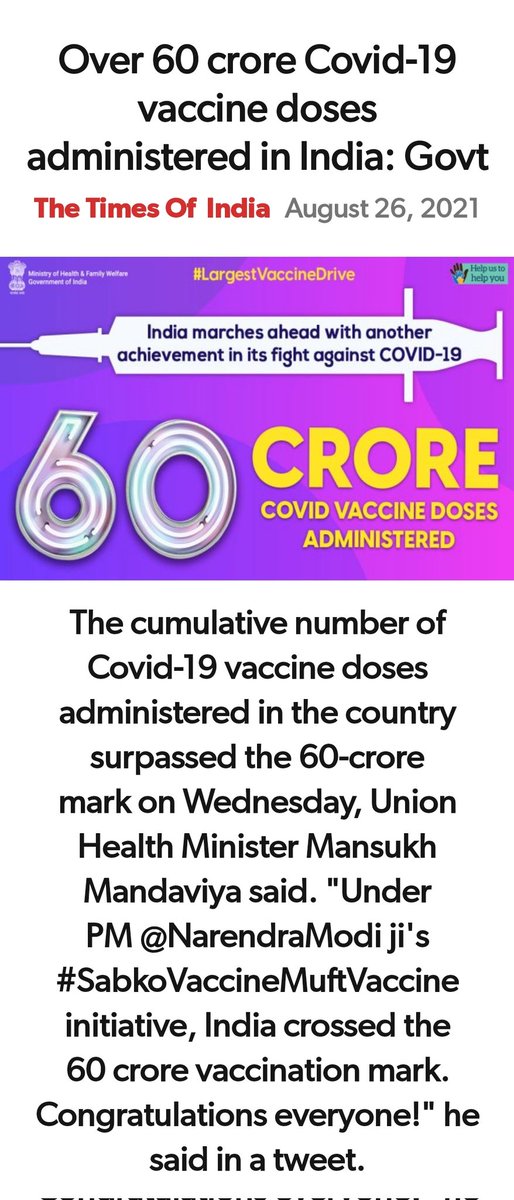 Over 60 crore Covid-19
vaccine doses
administered in India: Govt
The Times Of India August 26, 2021
Ministry of Health & Family Welfare
Government of India
#LargestVaccineDrive
Help us to
help you
India marches ahead with another
achievement in its fight against COVID-19
60 CRORE
COVID VACCINE DOSES
ADMINISTERED
The cumulative number of
Covid-19 vaccine doses
administered in the country
surpassed the 60-crore
mark on Wednesday, Union
Health Minister Mansukh
Mandaviya said. "Under
PM @NarendraModi ji's
#SabkoVaccineMuftVaccine
initiative, India crossed the
60 crore vaccination mark.
Congratulations everyone!" he
said in a tweet.